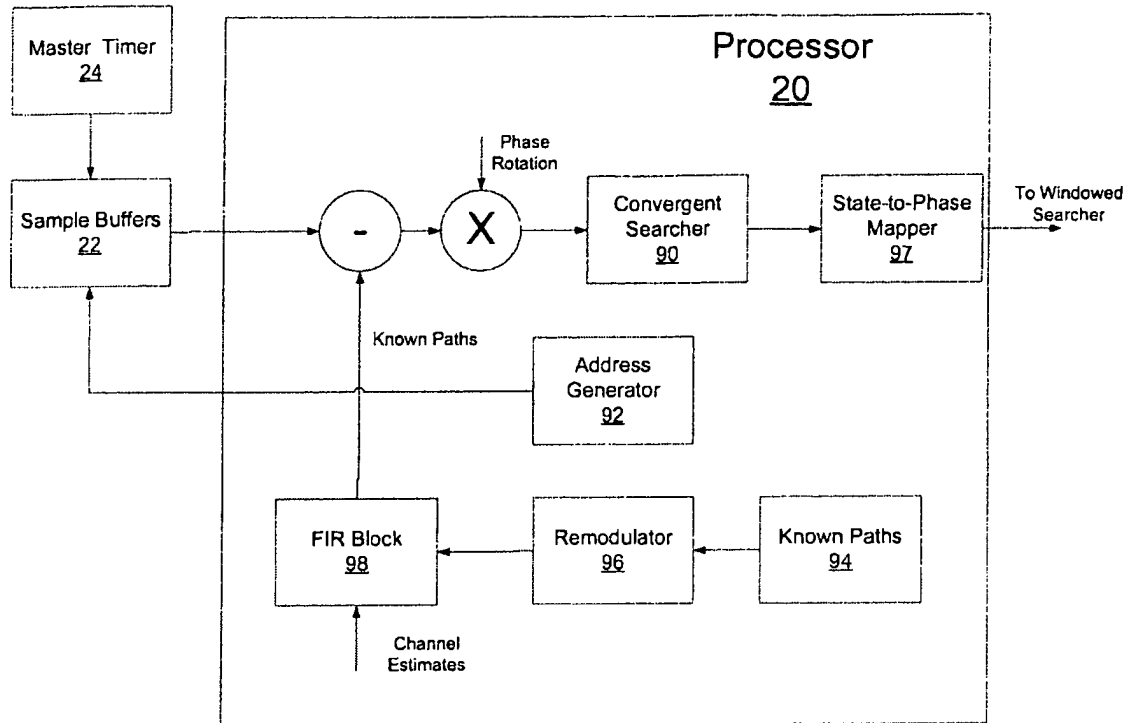 Master Timer
24
Processor
20
Phase
Rotation
Sample Buffers
22
-
X
Convergent
Searcher
90
State-to-Phase
Mapper
97
To Windowed
Searcher
Known Paths
Address
Generator
92
FIR Block
98
Remodulator
96
Known Paths
94
Channel
Estimates